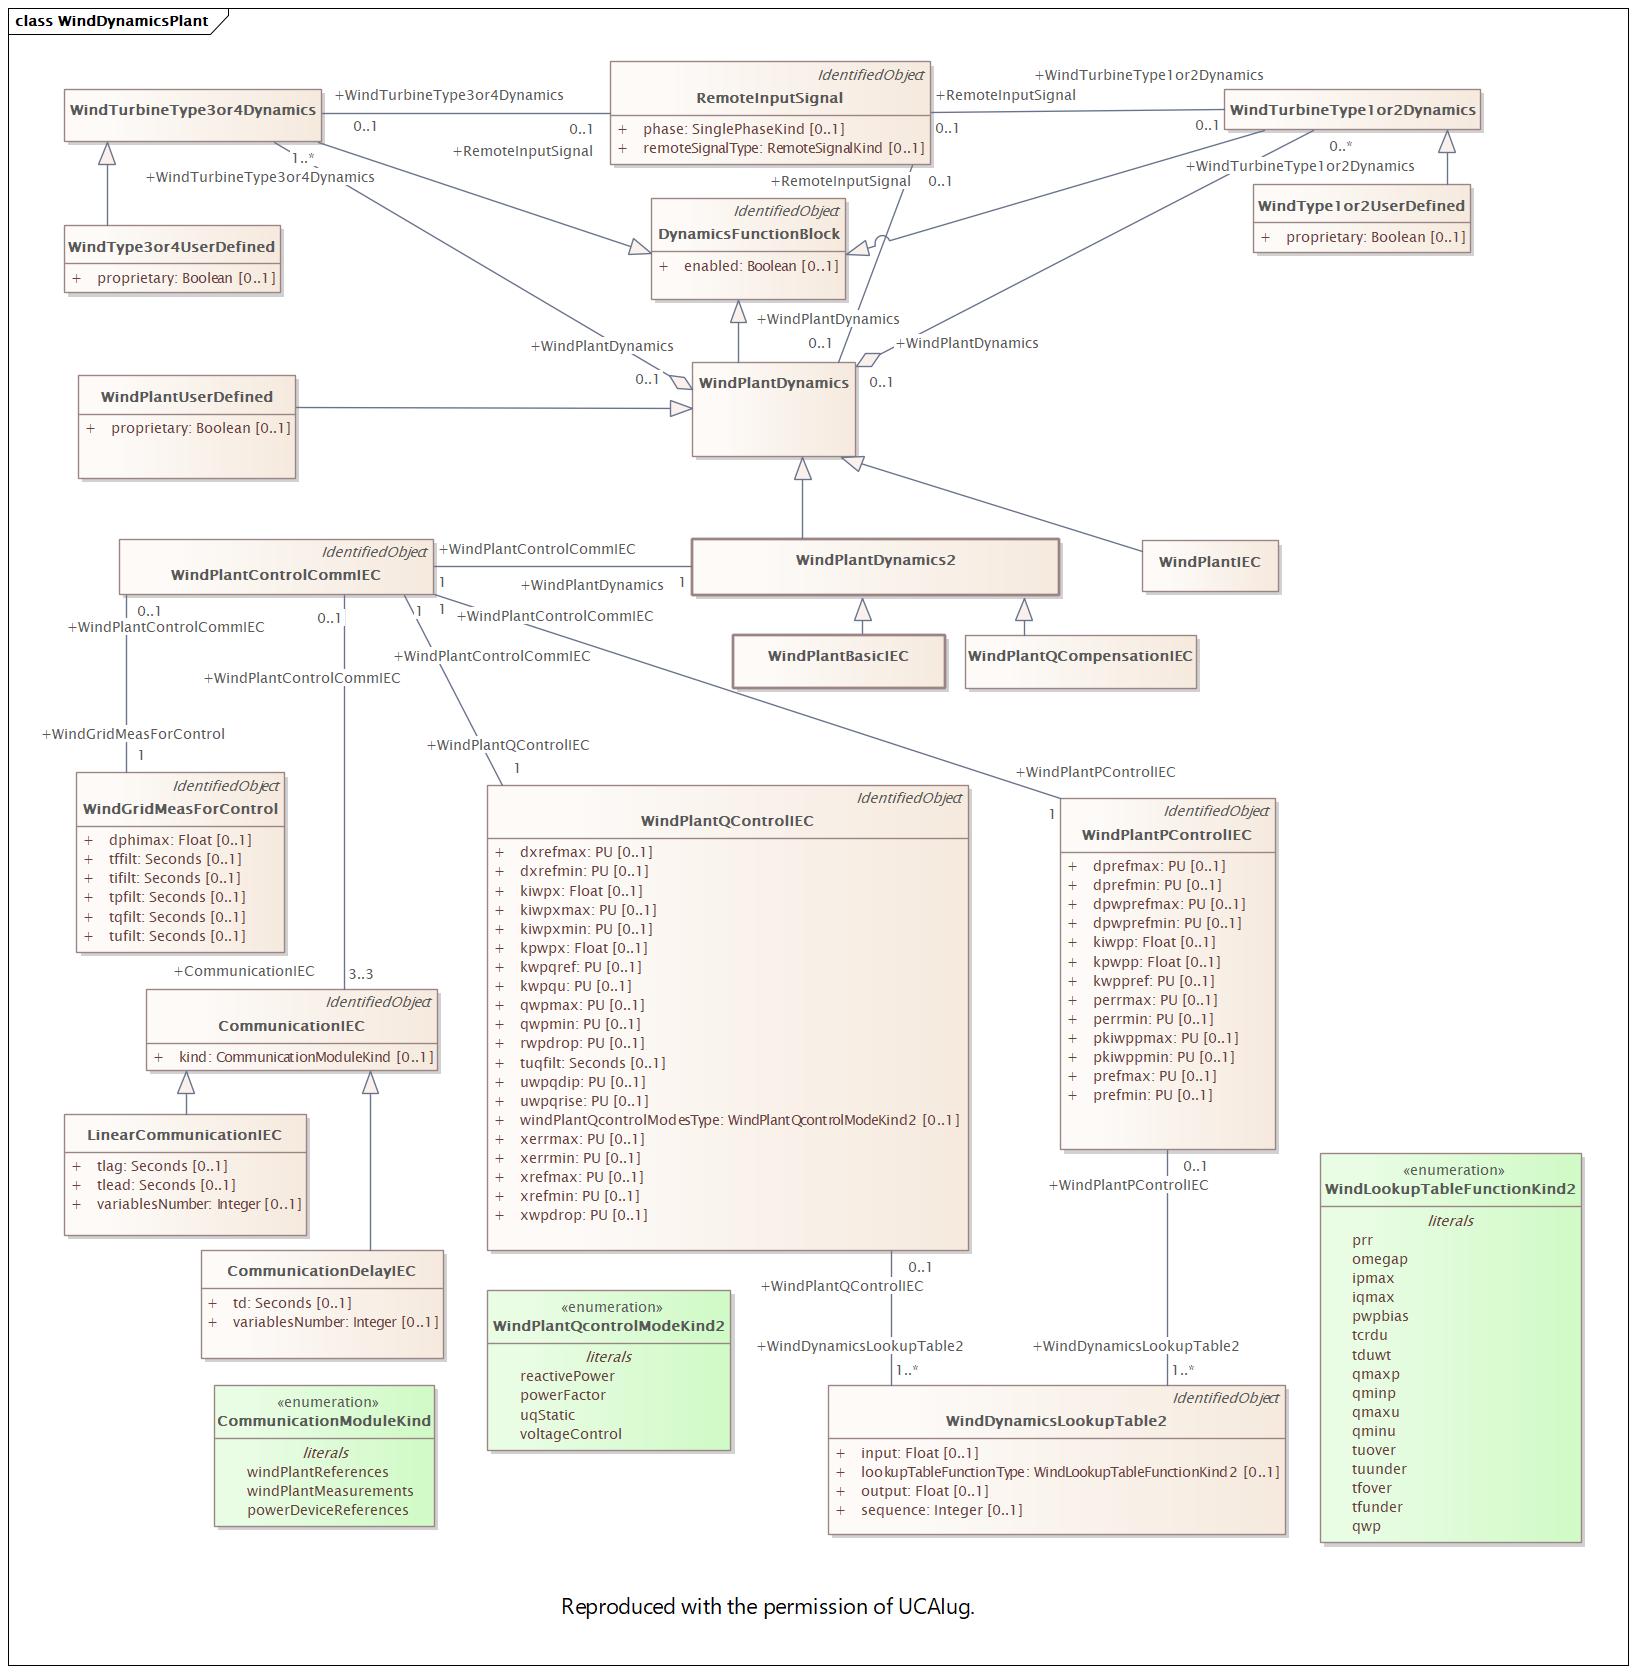 class WindDynamicsPlant
WindTurbineType3or4Dynamics
+WindTurbineType3or4Dynamics
0..1
0..1
+RemoteInputSignal
IdentifiedObject
RemoteInputSignal
+ phase: SinglePhaseKind [0..1]
+ remoteSignalType: RemoteSignalKind [0..1]
+WindTurbineType1or2Dynamics
+RemoteInputSignal
0..1
0..1
WindTurbineType1or2Dynamics
1..*
+WindTurbineType3or4Dynamics
+RemoteInputSignal
0..1
0..*
+WindTurbineType1or2Dynamics
WindType3or4UserDefined
+ proprietary: Boolean [0..1]
IdentifiedObject
DynamicsFunctionBlock
+ enabled: Boolean [0..1]
WindType1or2UserDefined
+ proprietary: Boolean [0..1]
+WindPlantDynamics
0..1
+WindPlantDynamics
0..1
+WindPlantDynamics
0..1
WindPlantDynamics
WindPlantUserDefined
+ proprietary: Boolean [0..1]
IdentifiedObject
WindPlantControlCommIEC
+WindPlantControlCommIEC
1
+WindPlantDynamics
1
WindPlantDynamics2
WindPlantIEC
WindPlantBasicIEC
WindPlantQCompensationIEC
0..1
+WindPlantControlCommIEC
0..1
+WindPlantControlCommIEC
1
+WindPlantControlCommIEC
1
+WindPlantControlCommIEC
+WindGridMeasForControl
1
+WindPlantQControlIEC
1
+WindPlantPControlIEC
1
IdentifiedObject
WindGridMeasForControl
+ dphimax: Float [0..1]
+ tffilt: Seconds [0..1]
+ tifilt: Seconds [0..1]
+ tpfilt: Seconds [0..1]
+ tqfilt: Seconds [0..1]
+ tufilt: Seconds [0..1]
IdentifiedObject
WindPlantQControlIEC
+ dxrefmax: PU [0..1]
+ dxrefmin: PU [0..1]
+ kiwpx: Float [0..1]
+ kiwpxmax: PU [0..1]
+ kiwpxmin: PU [0..1]
+ kpwpx: Float [0..1]
+ kwpqref: PU [0..1]
+ kwpqu: PU [0..1]
+ qwpmax: PU [0..1]
+ qwpmin: PU [0..1]
+ rwpdrop: PU [0..1]
+ tuqfilt: Seconds [0..1]
+ uwpqdip: PU [0..1]
+ uwpqrise: PU [0..1]
+ windPlantQcontrolModesType: WindPlantQcontrolModeKind2 [0..1]
+ xerrmax: PU [0..1]
+ xerrmin: PU [0..1]
+ xrefmax: PU [0..1]
+ xrefmin: PU [0..1]
+ xwpdrop: PU [0..1]
IdentifiedObject
WindPlantPControlIEC
+ dprefmax: PU [0..1]
+ dprefmin: PU [0..1]
+ dpwprefmax: PU [0..1]
+ dpwprefmin: PU [0..1]
+ kiwpp: Float [0..1]
+ kpwpp: Float [0..1]
+ kwppref: PU [0..1]
+ perrmax: PU [0..1]
+ perrmin: PU [0..1]
+ pkiwppmax: PU [0..1]
+ pkiwppmin: PU [0..1]
+ prefmax: PU [0..1]
+ prefmin: PU [0..1]
+CommunicationIEC
3..3
IdentifiedObject
CommunicationIEC
+ kind: CommunicationModuleKind [0..1]
LinearCommunicationIEC
+ tlag: Seconds [0..1]
+ tlead: Seconds [0..1]
+ variablesNumber: Integer [0..1]
CommunicationDelayIEC
+ td: Seconds [0..1]
+ variablesNumber: Integer [0..1]
«enumeration»
CommunicationModuleKind
literals
windPlantReferences
windPlantMeasurements
powerDeviceReferences
«enumeration»
WindPlantQcontrolModeKind2
literals
reactivePower
powerFactor
uqStatic
voltageControl
0..1
+WindPlantQControlIEC
+WindDynamicsLookupTable2
1..*
0..1
+WindPlantPControlIEC
+WindDynamicsLookupTable2
1..*
IdentifiedObject
WindDynamicsLookupTable2
+ input: Float [0..1]
+ lookupTableFunctionType: WindLookupTableFunctionKind2 [0..1]
+ output: Float [0..1]
+ sequence: Integer [0..1]
«enumeration»
WindLookupTableFunctionKind2
literals
prr
omegap
ipmax
iqmax
pwpbias
tcrdu
tduwt
qmaxp
qminp
qmaxu
qminu
tuover
tuunder
tfover
tfunder
qwp
Reproduced with the permission of UCAIug.